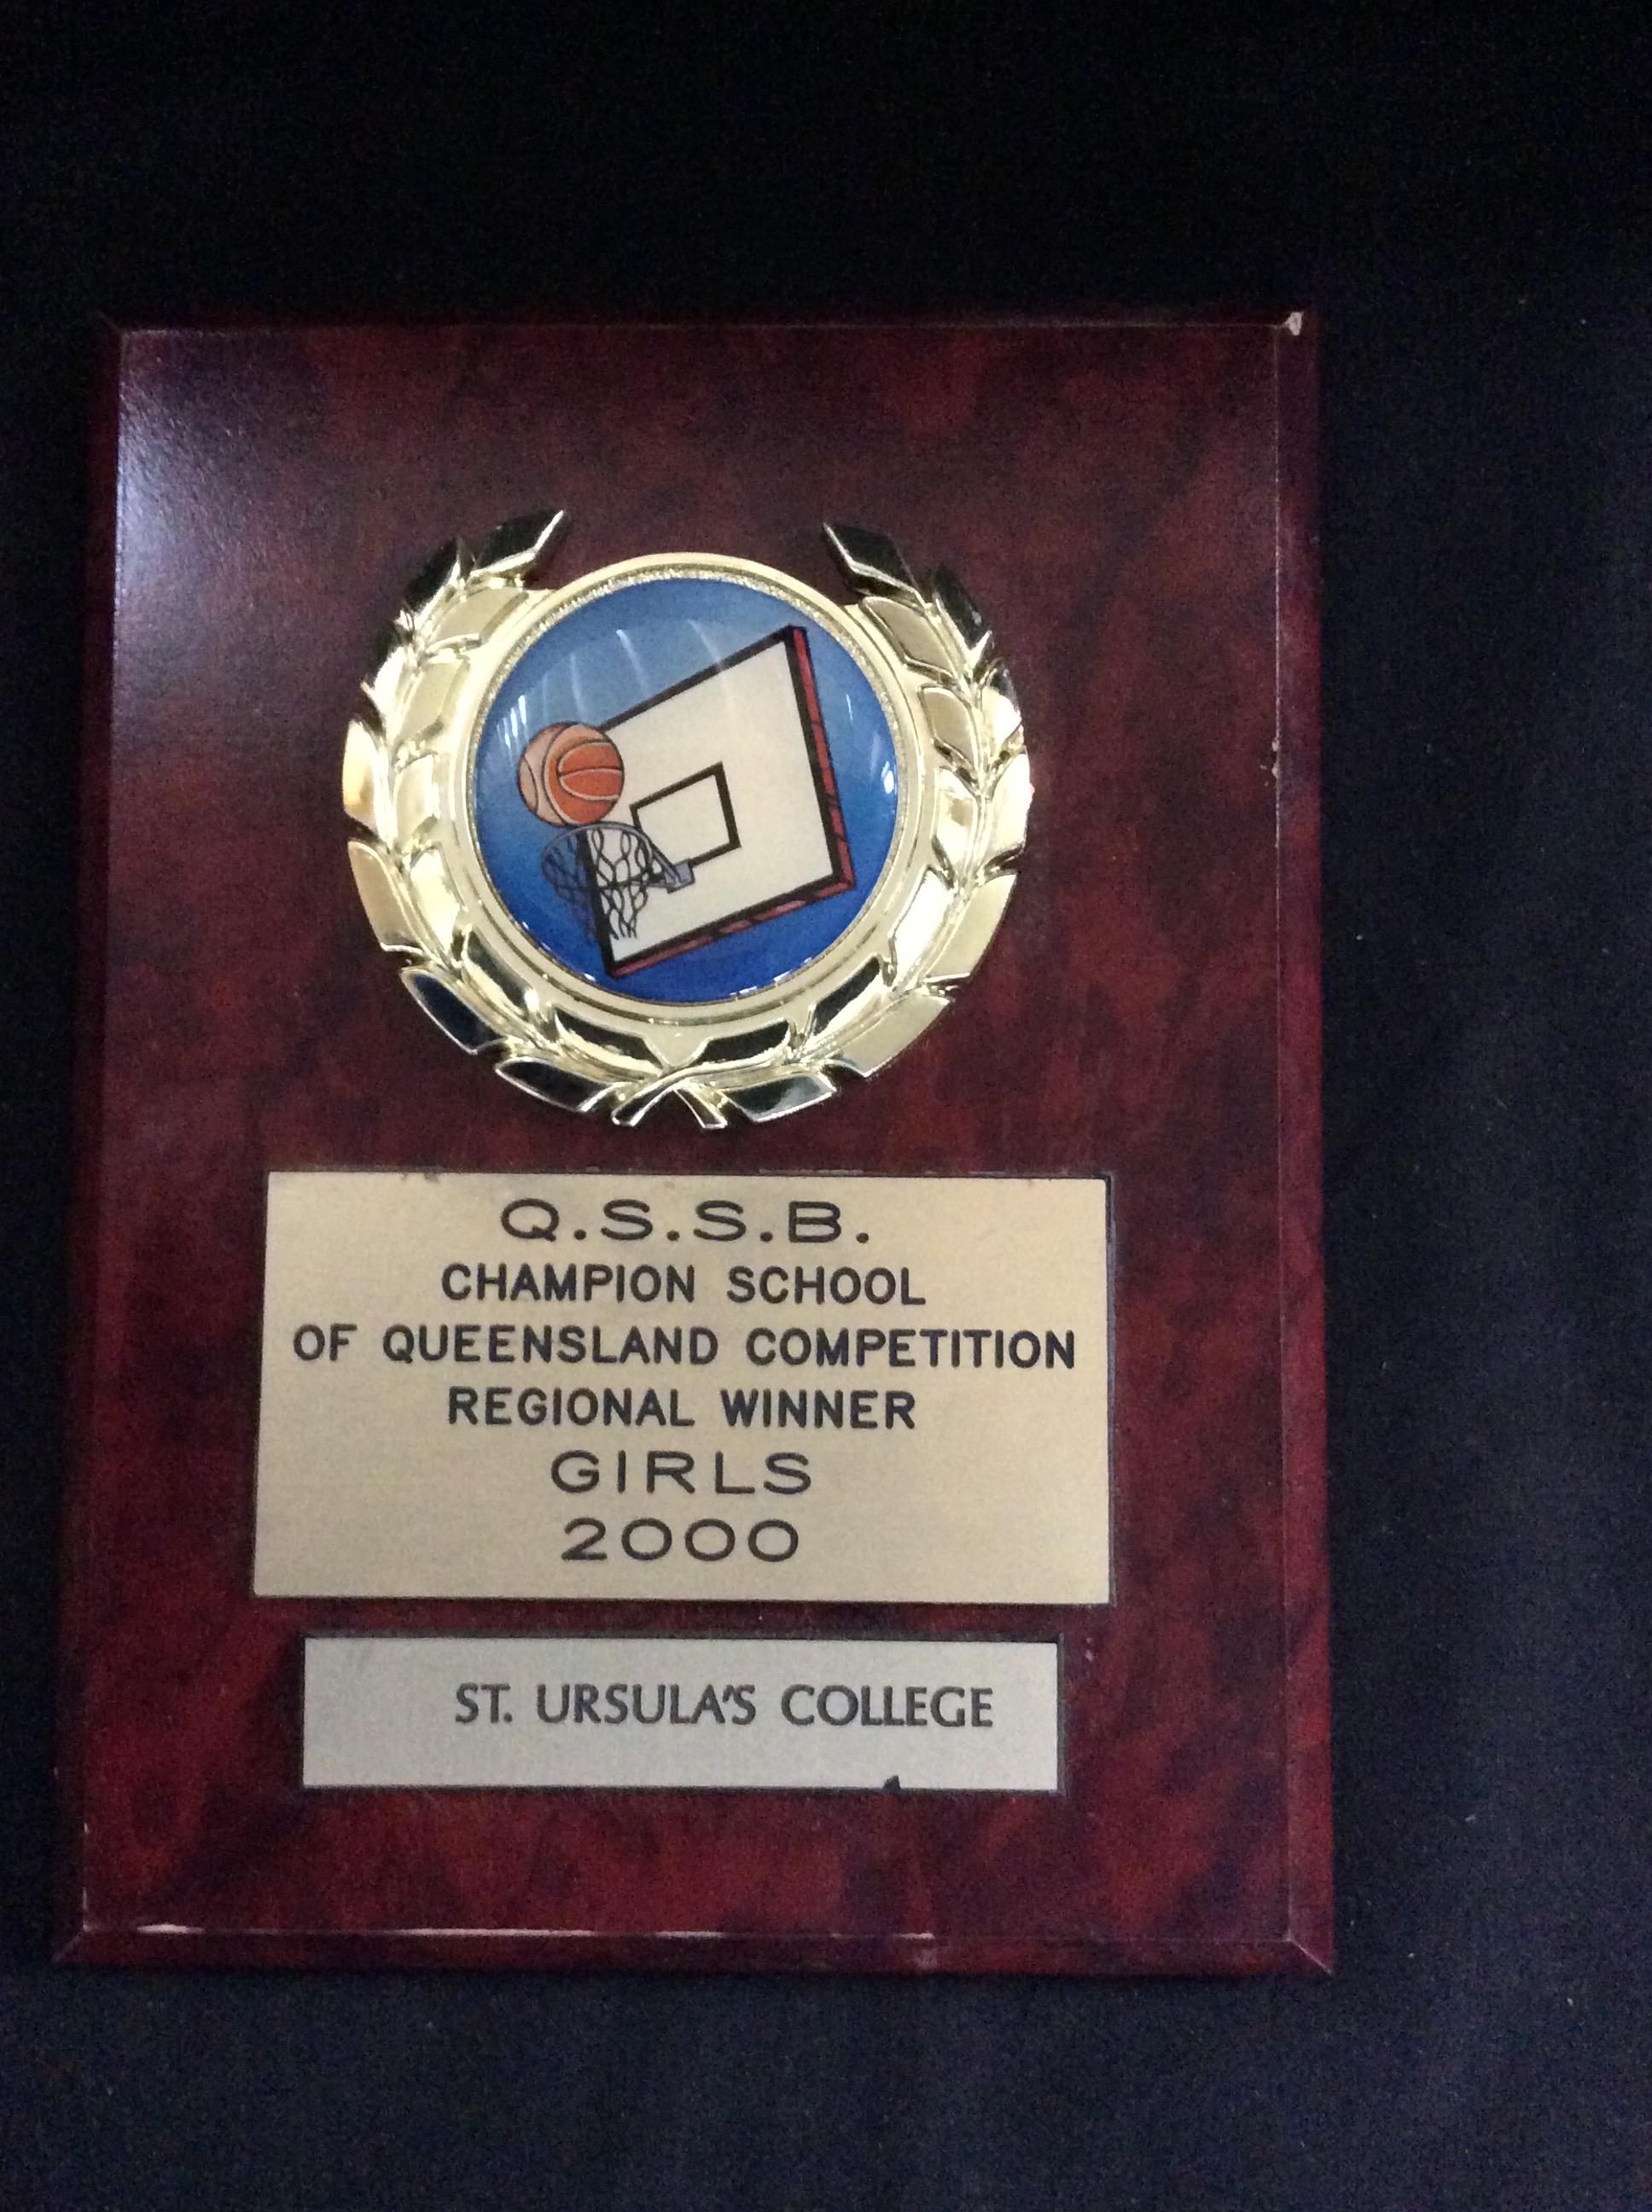 Q.S.S.B.
CHAMPION SCHOOL
OF QUEENSLAND COMPETITION
REGIONAL WINNER
GIRLS
2000
ST. URSULA'S COLLEGE